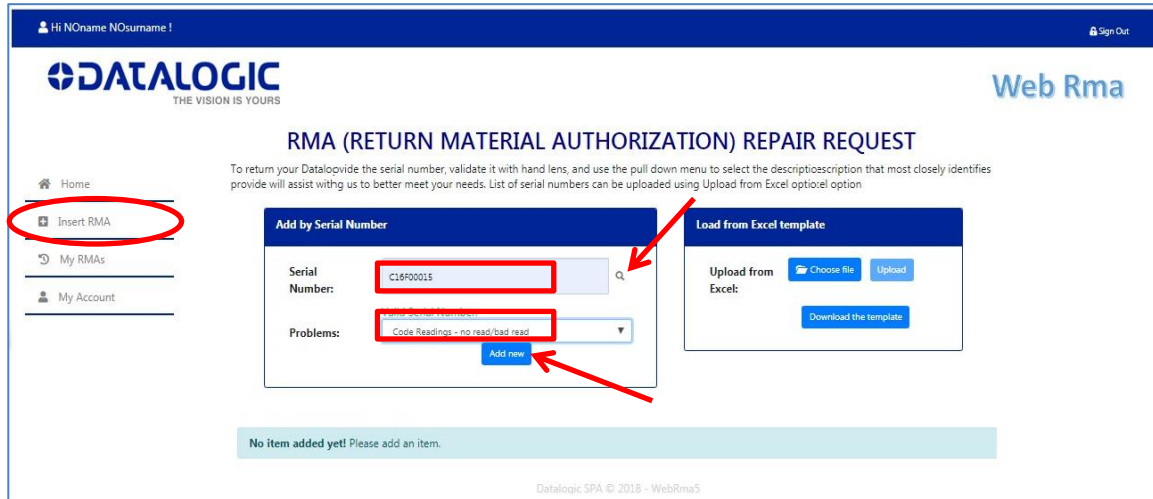 Hi NOname NOsurname !
Sign Out
DATALOGIC
THE VISION IS YOURS
Web Rma
RMA (RETURN MATERIAL AUTHORIZATION) REPAIR REQUEST
To return your Dataloovide the serial number, validate it with hand lens, and use the pull down menu to select the descriptioescription that most closely identifies
provide will assist withg us to better meet your needs. List of serial numbers can be uploaded using Upload from Excel optio:el option
Home
Insert RMA
My RMAs
My Account
Add by Serial Number
Serial
Number:
C16F00015
Valid Serial Number
Problems:
Code Readings - no read/bad read
Add new
Load from Excel template
Upload from
Excel:
Choose file
Upload
Download the template
No item added yet! Please add an item.
Datalogic SPA © 2018 - WebRma5